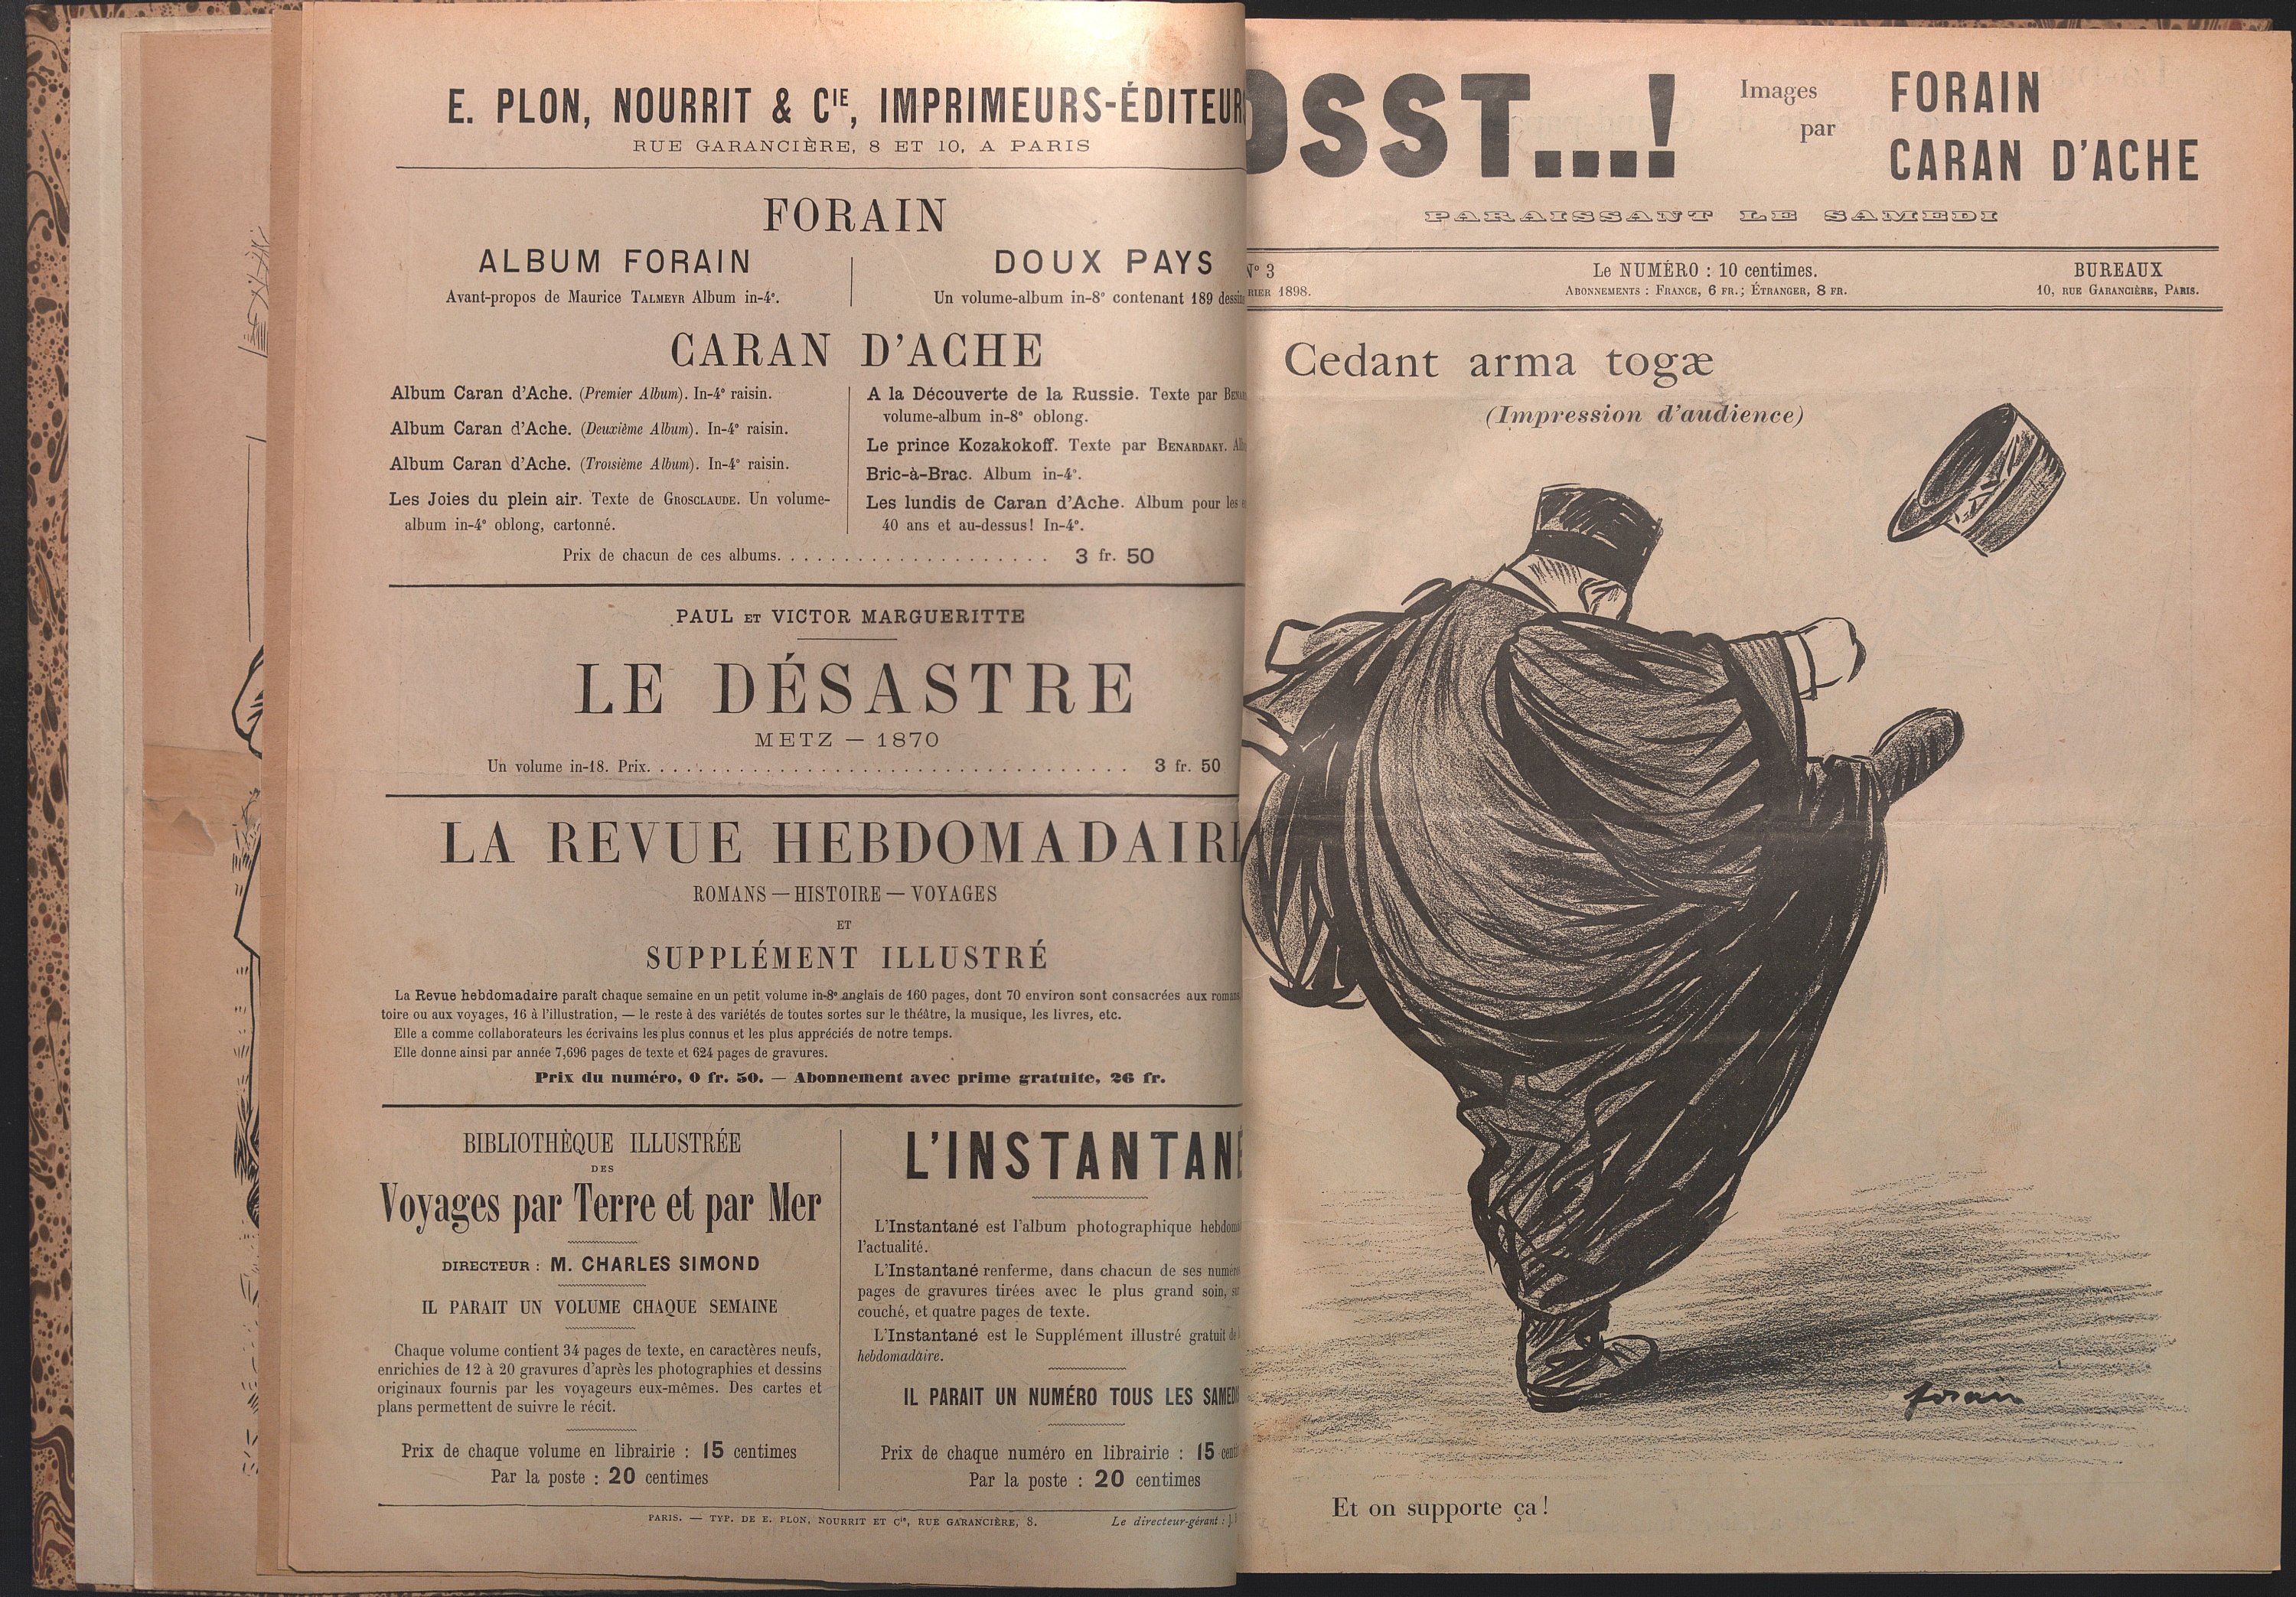 E. PLON, NOURRIT & CIE, IMPRIMEURS-ÉDITEURS
RUE GARANCIÈRE, 8 ET 10, A PARIS
FORAIN
ALBUM FORAIN
Avant-propos de Maurice TALMEYR Album in-4°.
DOUX PAYS
Un volume-album in-8° contenant 189 dessin
CARAN D'ACHE
Album Caran d'Ache. (Premier Album). In-4° raisin.
Album Caran d'Ache. (Deuxième Album). In-4° raisin.
Album Caran d'Ache. (Troisième Album). In-4° raisin.
Les Joies du plein air. Texte de GROSCLAUDE. Un volume-
album in-4° oblong, cartonné.
A la Découverte de la Russie. Texte par
volume-album in-8° oblong.
Le prince Kozakokoff. Texte par BENARDAKY.
Bric-à-Brac. Album in-4°.
Les lundis de Caran d'Ache. Album pour les
40 ans et au-dessus! In-4°.
Prix de chacun de ces albums. . . . . . . . . . . . . . . . . . . . 3 fr. 50
PAUL ET VICTOR MARGUERITTE
LE DÉSASTRE
METZ — 1870
Un volume in-18. Prix. . . . . . . . . . . . . . . . . . . . . . . . . . . . . . . . . . . 3 fr. 50
LA REVUE HEBDOMADAIRE
ROMANS — HISTOIRE — VOYAGES
ET
SUPPLÉMENT ILLUSTRÉ
La Revue hebdomadaire paraît chaque semaine en un petit volume in-8° anglais de 160 pages, dont 70 environ sont consacrées aux romans
toire ou aux voyages, 16 à l'illustration, — le reste à des variétés de toutes sortes sur le théâtre, la musique, les livres, etc.
Elle a comme collaborateurs les écrivains les plus connus et les plus appréciés de notre temps.
Elle donne ainsi par année 7,696 pages de texte et 624 pages de gravures.
Prix du numéro, 0 fr. 50. — Abonnement avec prime gratuite, 26 fr.
BIBLIOTHÈQUE ILLUSTRÉE
DES
Voyages par Terre et par Mer
DIRECTEUR : M. CHARLES SIMOND
IL PARAIT UN VOLUME CHAQUE SEMAINE
Chaque volume contient 34 pages de texte, en caractères neufs,
enrichies de 12 à 20 gravures d'après les photographies et dessins
originaux fournis par les voyageurs eux-mêmes. Des cartes et
plans permettent de suivre le récit.
Prix de chaque volume en librairie : 15 centimes
Par la poste : 20 centimes
L'INSTANTANÉ
L'Instantané est l'album photographique hebdom
l'actualité.
L'Instantané renferme, dans chacun de ses numéro
pages de gravures tirées avec le plus grand soin, sur
couché, et quatre pages de texte.
L'Instantané est le Supplément illustré gratuit de
hebdomadaire.
IL PARAIT UN NUMÉRO TOUS LES SAMEDIS
Prix de chaque numéro en librairie : 15 cent
Par la poste : 20 centimes
PARIS. — TYP. DE E. PLON, NOURRIT ET Cie, RUE GARANCIÈRE, 8.
Le directeur-gérant :
SST...!
Images
par
FORAIN
CARAN D'ACHE
PARAISSANT LE SAMEDI
N° 3
RIER 1898.
Le NUMÉRO : 10 centimes.
ABONNEMENTS : FRANCE, 6 FR.; ÉTRANGER, 8 FR.
BUREAUX
10, RUE GARANCIÈRE, PARIS.
Cedant arma togæ
(Impression d'audience)
forain
Et on supporte ça!